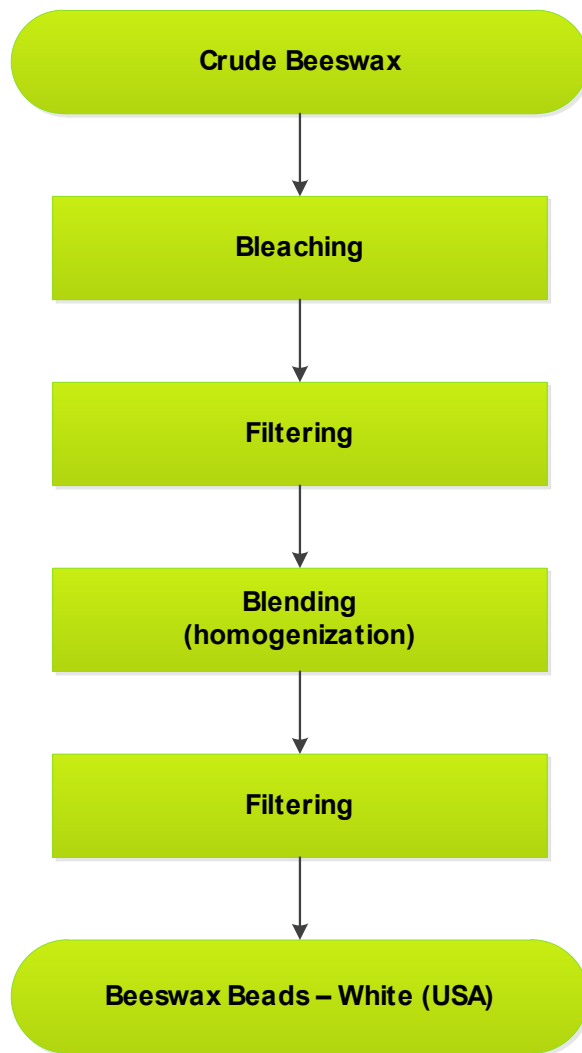 Crude Beeswax
Bleaching
Filtering
Blending
(homogenization)
Filtering
Beeswax Beads – White (USA)